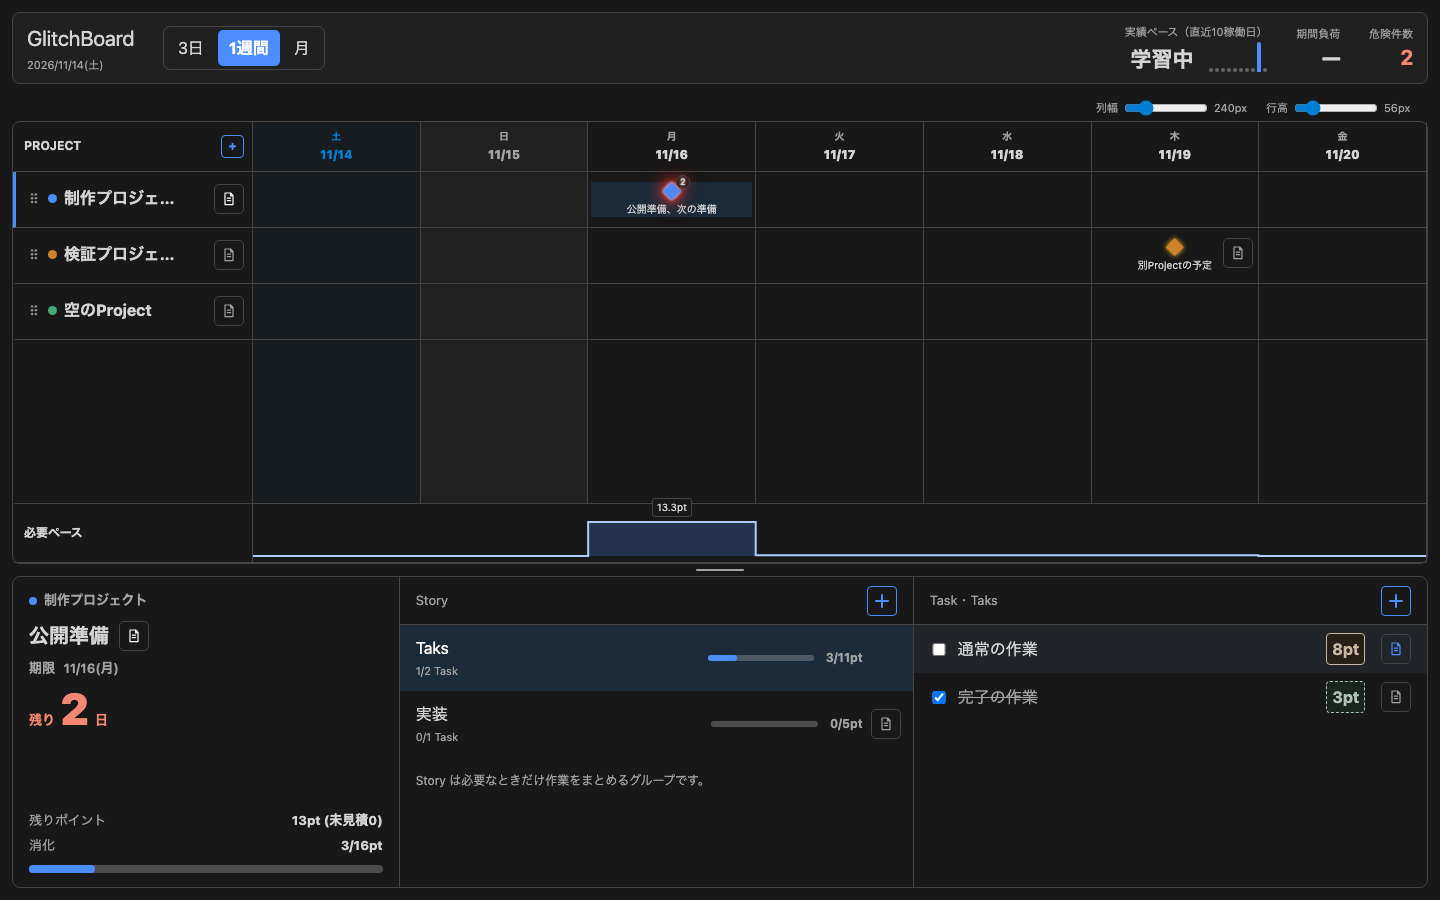 GlitchBoard
2026/11/14(土)
3日 1週間 月
実績ペース（直近10稼働日）
学習中
期間負荷
—
危険件数
2
列幅 240px 行高 56px
PROJECT +
土 11/14
日 11/15
月 11/16
火 11/17
水 11/18
木 11/19
金 11/20
制作プロジェ...
2
公開準備、次の準備
検証プロジェ...
別Projectの予定
空のProject
必要ペース
13.3pt
制作プロジェクト
公開準備
期限 11/16(月)
残り 2 日
残りポイント 13pt (未見積0)
消化 3/16pt
Story +
Taks
1/2 Task
3/11pt
実装
0/1 Task
0/5pt
Story は必要なときだけ作業をまとめるグループです。
Task・Taks +
通常の作業 8pt
完了の作業 3pt